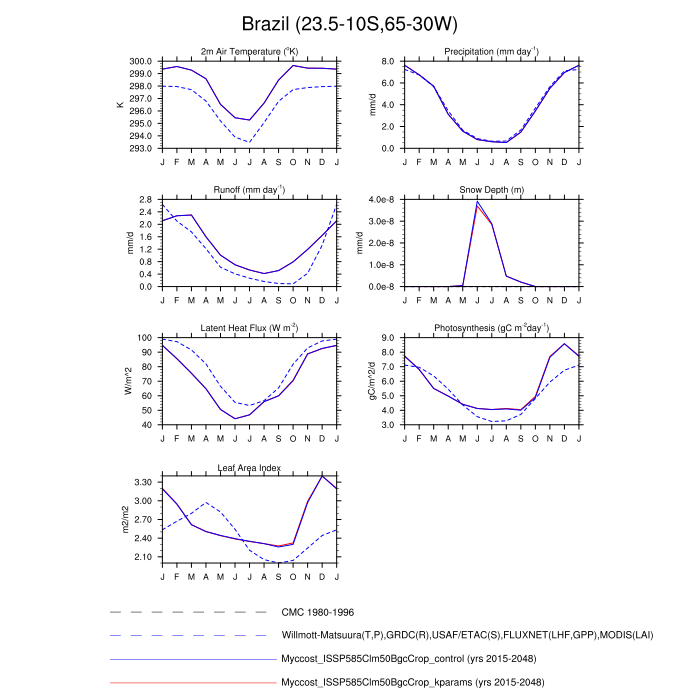 Brazil (23.5-10S,65-30W)
2m Air Temperature (°K)
300.0
299.0
298.0
297.0
296.0
295.0
294.0
293.0
K
J F M A M J J A S O N D J
Precipitation (mm day⁻¹)
8.0
6.0
4.0
2.0
0.0
mm/d
J F M A M J J A S O N D J
Runoff (mm day⁻¹)
2.8
2.4
2.0
1.6
1.2
0.8
0.4
0.0
mm/d
J F M A M J J A S O N D J
Snow Depth (m)
4.0e-8
3.0e-8
2.0e-8
1.0e-8
0.0e-8
mm/d
J F M A M J J A S O N D J
Latent Heat Flux (W m⁻²)
100
90
80
70
60
50
40
W/m^2
J F M A M J J A S O N D J
Photosynthesis (gC m⁻²day⁻¹)
9.0
8.0
7.0
6.0
5.0
4.0
3.0
gC/m^2/d
J F M A M J J A S O N D J
Leaf Area Index
3.30
3.00
2.70
2.40
2.10
m2/m2
J F M A M J J A S O N D J
CMC 1980-1996
Willmott-Matsuura(T,P),GRDC(R),USAF/ETAC(S),FLUXNET(LHF,GPP),MODIS(LAI)
Myccost_ISSP585Clm50BgcCrop_control (yrs 2015-2048)
Myccost_ISSP585Clm50BgcCrop_kparams (yrs 2015-2048)